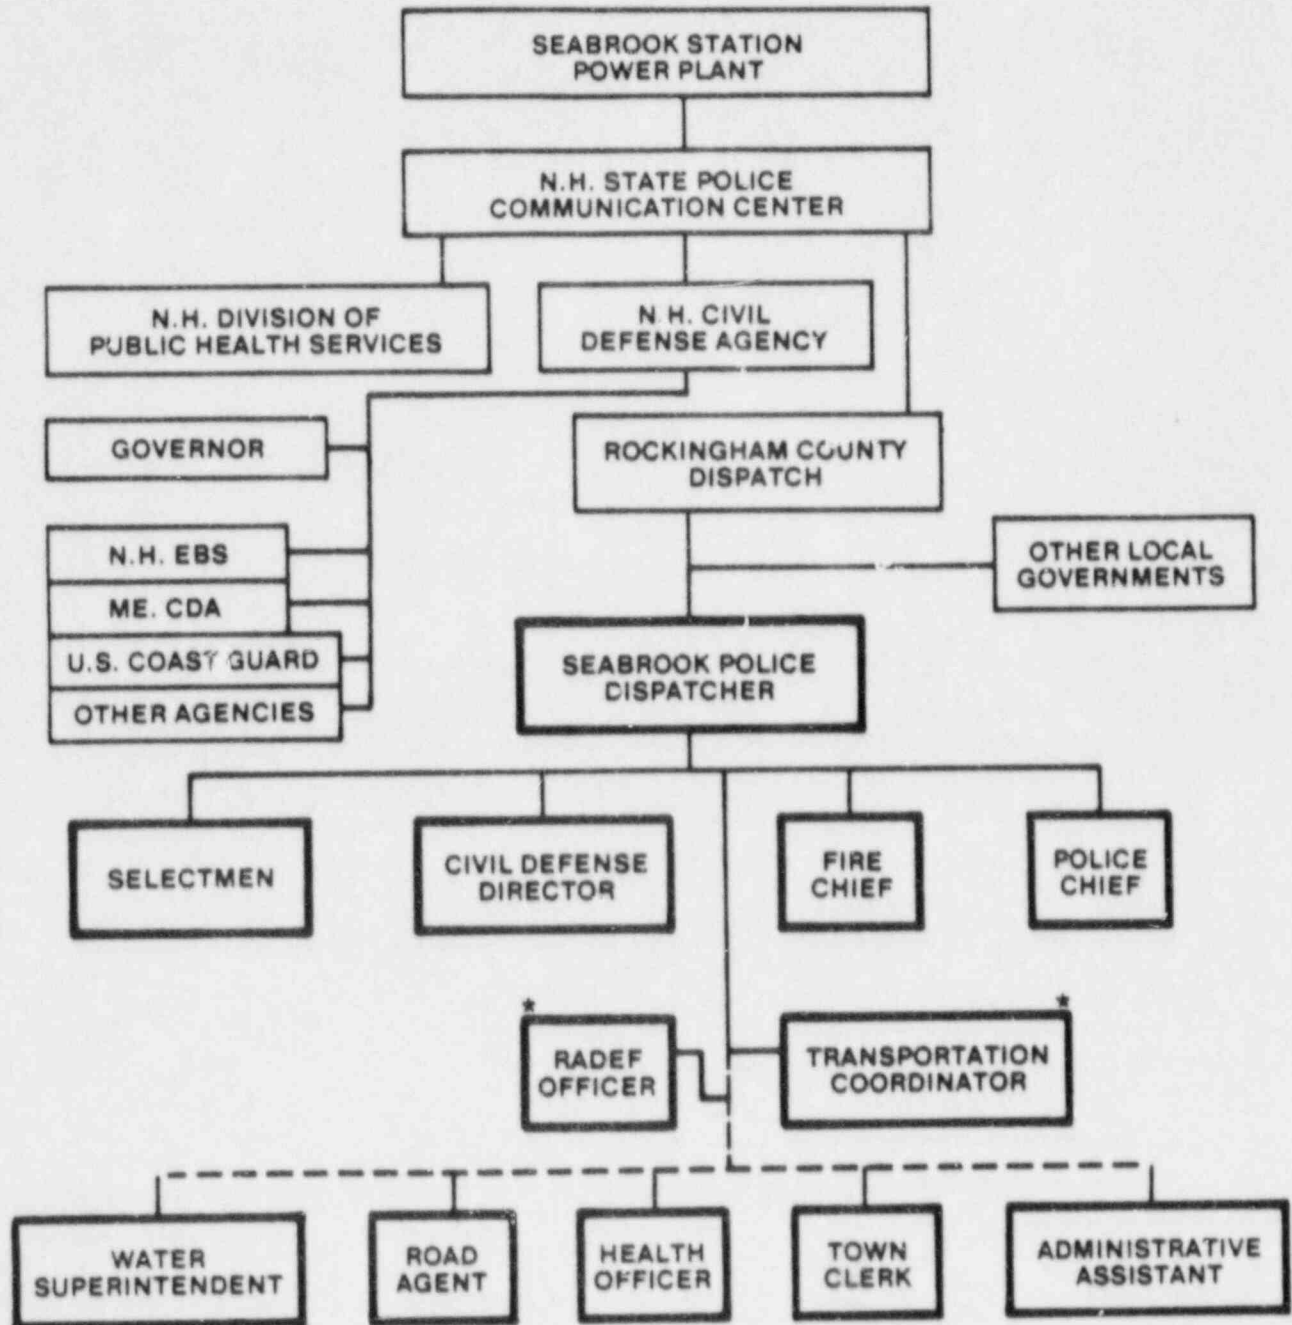 SEABROOK STATION
POWER PLANT
N.H. STATE POLICE
COMMUNICATION CENTER
N.H. DIVISION OF
PUBLIC HEALTH SERVICES
N.H. CIVIL
DEFENSE AGENCY
GOVERNOR
ROCKINGHAM COUNTY
DISPATCH
N.H. EBS
ME. CDA
U.S. COAST GUARD
OTHER AGENCIES
OTHER LOCAL
GOVERNMENTS
SEABROOK POLICE
DISPATCHER
SELECTMEN
CIVIL DEFENSE
DIRECTOR
FIRE
CHIEF
POLICE
CHIEF
*
RADEF
OFFICER
*
TRANSPORTATION
COORDINATOR
WATER
SUPERINTENDENT
ROAD
AGENT
HEALTH
OFFICER
TOWN
CLERK
ADMINISTRATIVE
ASSISTANT